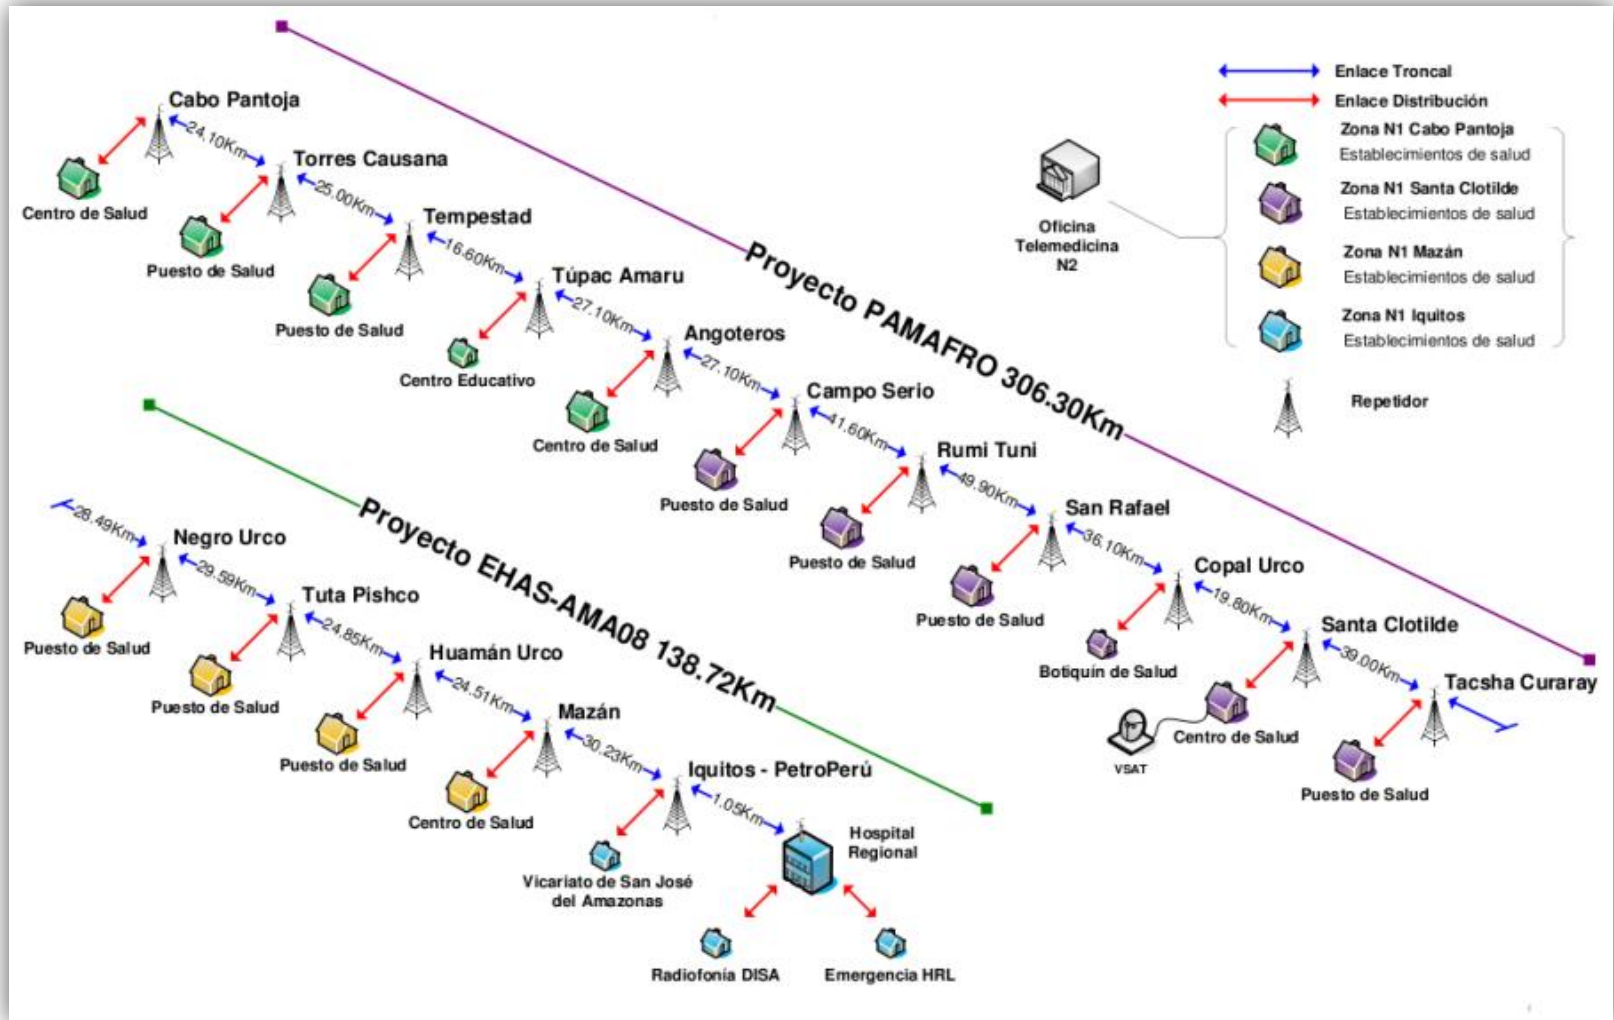 Enlace Troncal
Enlace Distribución
Zona N1 Cabo Pantoja
Establecimientos de salud
Zona N1 Santa Clotilde
Establecimientos de salud
Zona N1 Mazán
Establecimientos de salud
Zona N1 Iquitos
Establecimientos de salud
Repetidor
Oficina
Telemedicina
N2
Proyecto PAMAFRO 306.30Km
Cabo Pantoja
24.10Km
Centro de Salud
Torres Causana
25.00Km
Puesto de Salud
Tempestad
16.60Km
Puesto de Salud
Túpac Amaru
27.10Km
Centro Educativo
Angoteros
27.10Km
Centro de Salud
Campo Serio
41.60Km
Puesto de Salud
Rumi Tuni
49.90Km
Puesto de Salud
San Rafael
36.10Km
Puesto de Salud
Copal Urco
19.80Km
Botiquín de Salud
Santa Clotilde
39.00Km
Centro de Salud
VSAT
Tacsha Curaray
Puesto de Salud
Proyecto EHAS-AMA08 138.72Km
28.49Km
Negro Urco
29.59Km
Puesto de Salud
Tuta Pishco
24.85Km
Puesto de Salud
Huamán Urco
24.51Km
Puesto de Salud
Mazán
30.23Km
Centro de Salud
Iquitos - PetroPerú
1.05Km
Vicariato de San José
del Amazonas
Hospital
Regional
Radiofonía DISA
Emergencia HRL